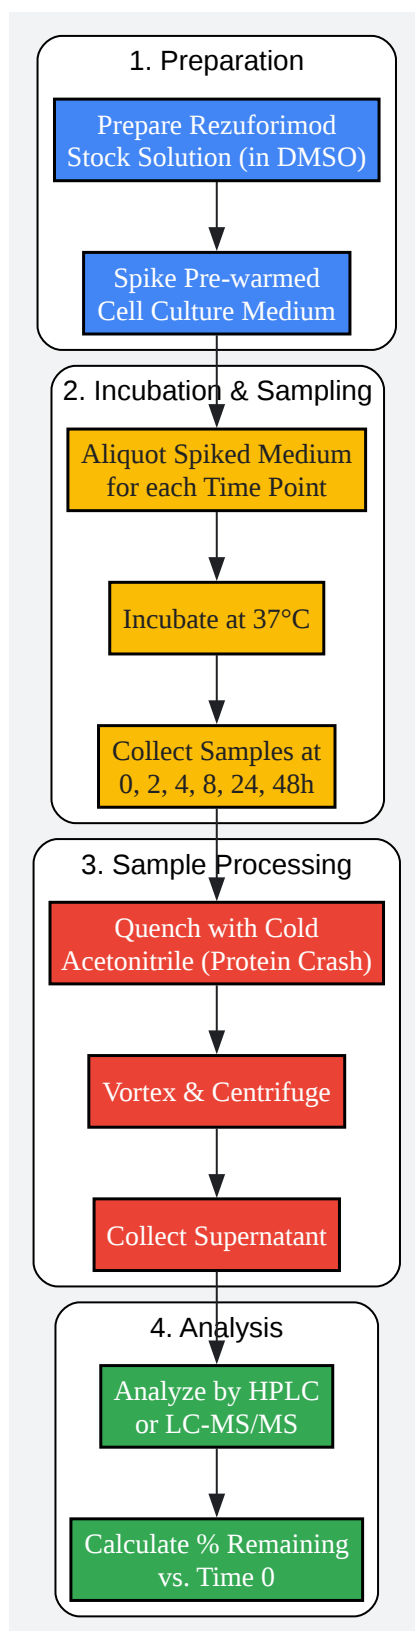 1. Preparation
Prepare Rezuforimod
Stock Solution (in DMSO)
Spike Pre-warmed
Cell Culture Medium
2. Incubation & Sampling
Aliquot Spiked Medium
for each Time Point
Incubate at 37°C
Collect Samples at
0, 2, 4, 8, 24, 48h
3. Sample Processing
Quench with Cold
Acetonitrile (Protein Crash)
Vortex & Centrifuge
Collect Supernatant
4. Analysis
Analyze by HPLC
or LC-MS/MS
Calculate % Remaining
vs. Time 0